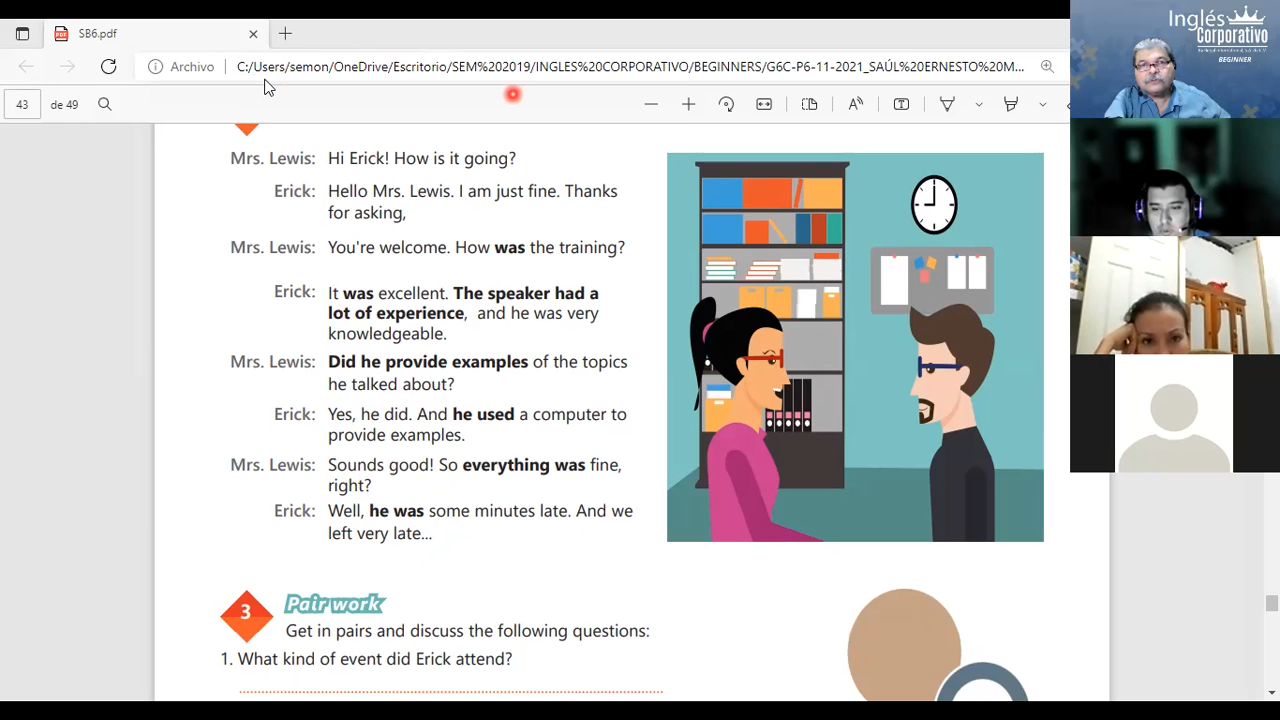 SB6.pdf
Archivo
C:/Users/semon/OneDrive/Escritorio/SEM%202019/INGLES%20CORPORATIVO/BEGINNERS/G6C-P6-11-2021_SAÚL%20ERNESTO%20M...
43 de 49
Inglés
Corporativo
BEGINNER
Mrs. Lewis: Hi Erick! How is it going?
Erick: Hello Mrs. Lewis. I am just fine. Thanks
for asking,
Mrs. Lewis: You're welcome. How was the training?
Erick: It was excellent. The speaker had a
lot of experience, and he was very
knowledgeable.
Mrs. Lewis: Did he provide examples of the topics
he talked about?
Erick: Yes, he did. And he used a computer to
provide examples.
Mrs. Lewis: Sounds good! So everything was fine,
right?
Erick: Well, he was some minutes late. And we
left very late...
3 Pair work
Get in pairs and discuss the following questions:
1. What kind of event did Erick attend?